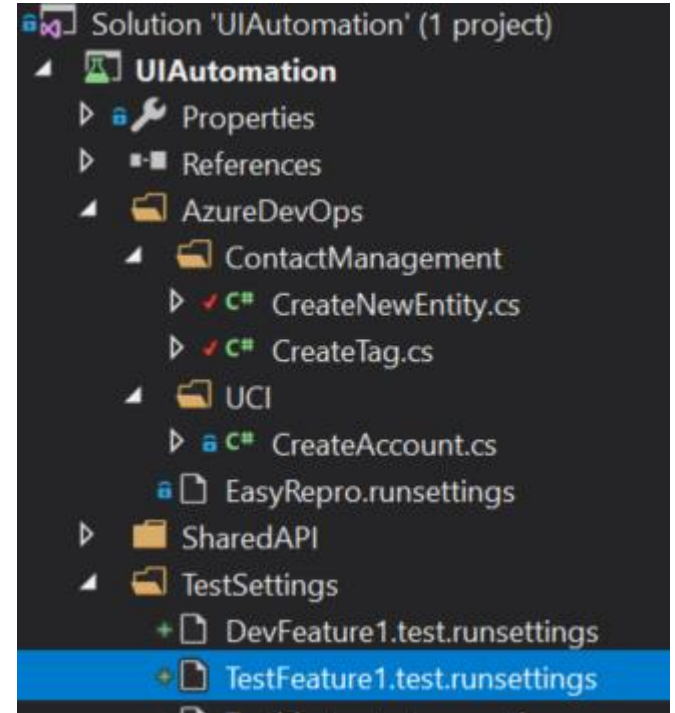 Solution 'UIAutomation' (1 project)
UIAutomation
Properties
References
AzureDevOps
ContactManagement
C# CreateNewEntity.cs
C# CreateTag.cs
UCI
C# CreateAccount.cs
EasyRepro.runsettings
SharedAPI
TestSettings
DevFeature1.test.runsettings
TestFeature1.test.runsettings